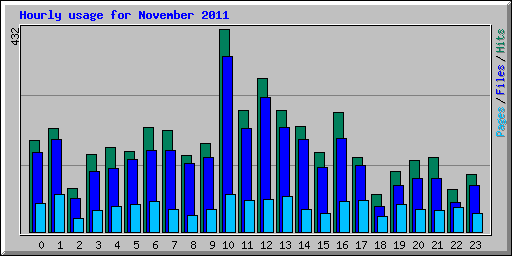 Hourly usage for November 2011
432
Pages / Files / Hits
0 1 2 3 4 5 6 7 8 9 10 11 12 13 14 15 16 17 18 19 20 21 22 23